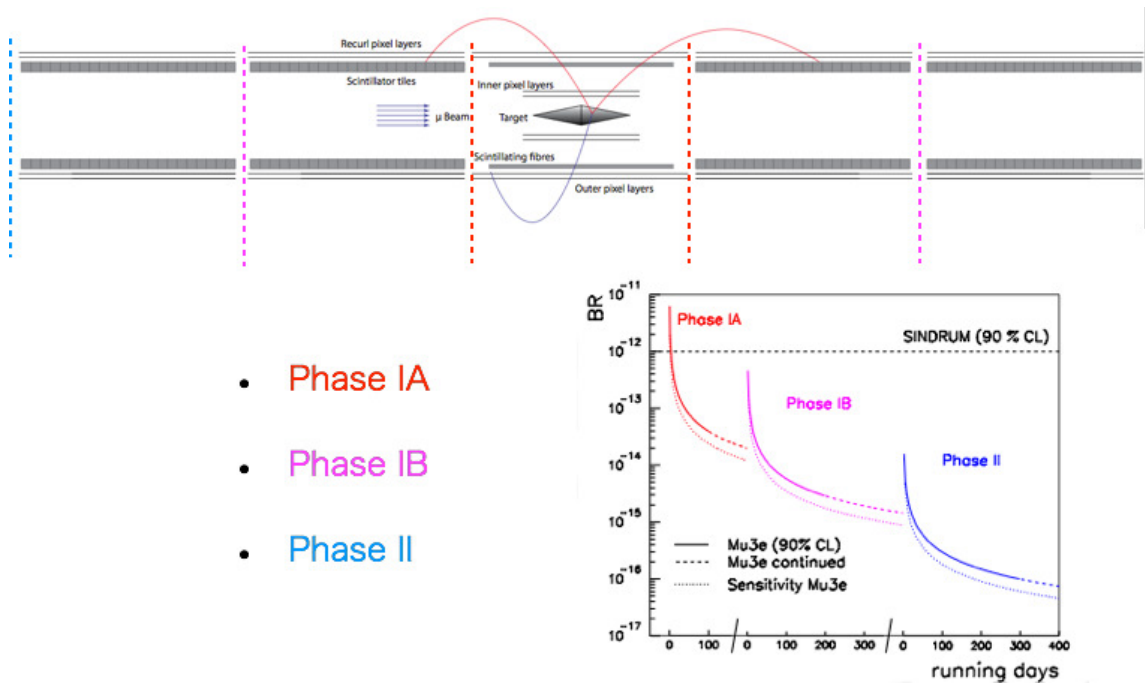 Recurl pixel layers
Scintillator tiles
Inner pixel layers
μ Beam
Target
Scintillating fibres
Outer pixel layers
• Phase IA
• Phase IB
• Phase II
BR
10⁻¹¹
10⁻¹²
10⁻¹³
10⁻¹⁴
10⁻¹⁵
10⁻¹⁶
10⁻¹⁷
Phase IA
SINDRUM (90 % CL)
Phase IB
Phase II
Mu3e (90% CL)
Mu3e continued
Sensitivity Mu3e
0 100 0 100 200 300 0 100 200 300 400
running days